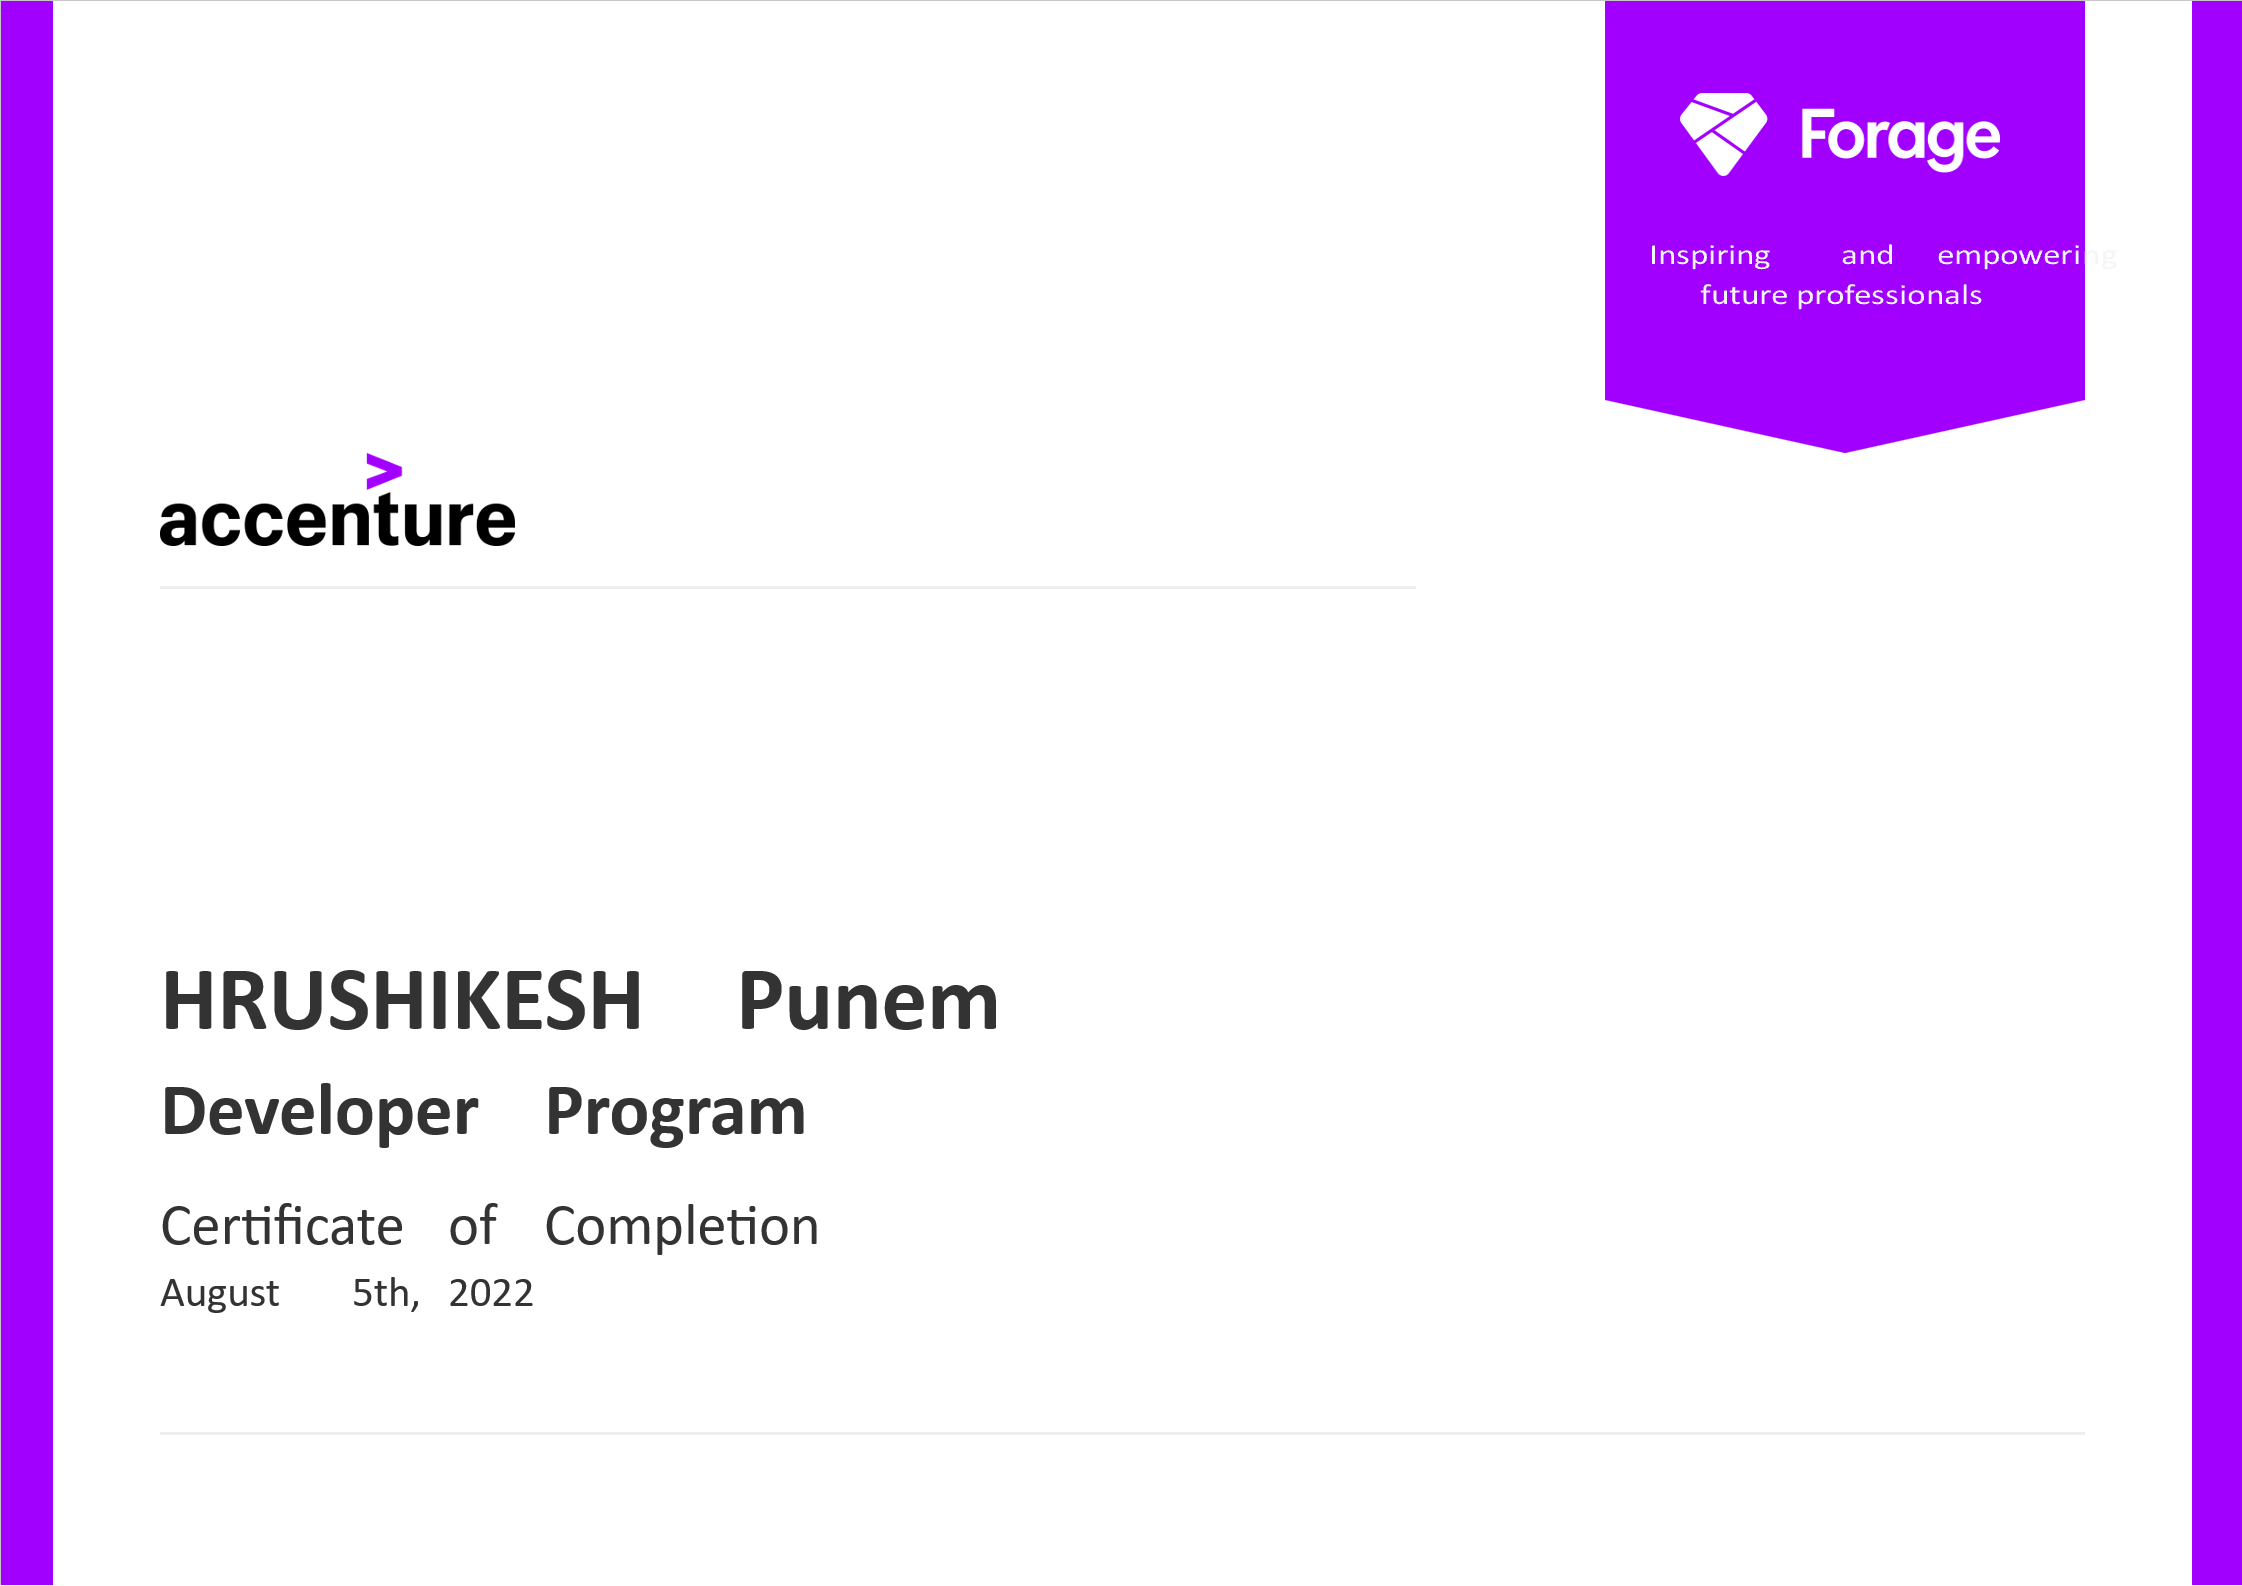 Forage
Inspiring and empowering
future professionals
accenture
HRUSHIKESH Punem
Developer Program
Certificate of Completion
August 5th, 2022